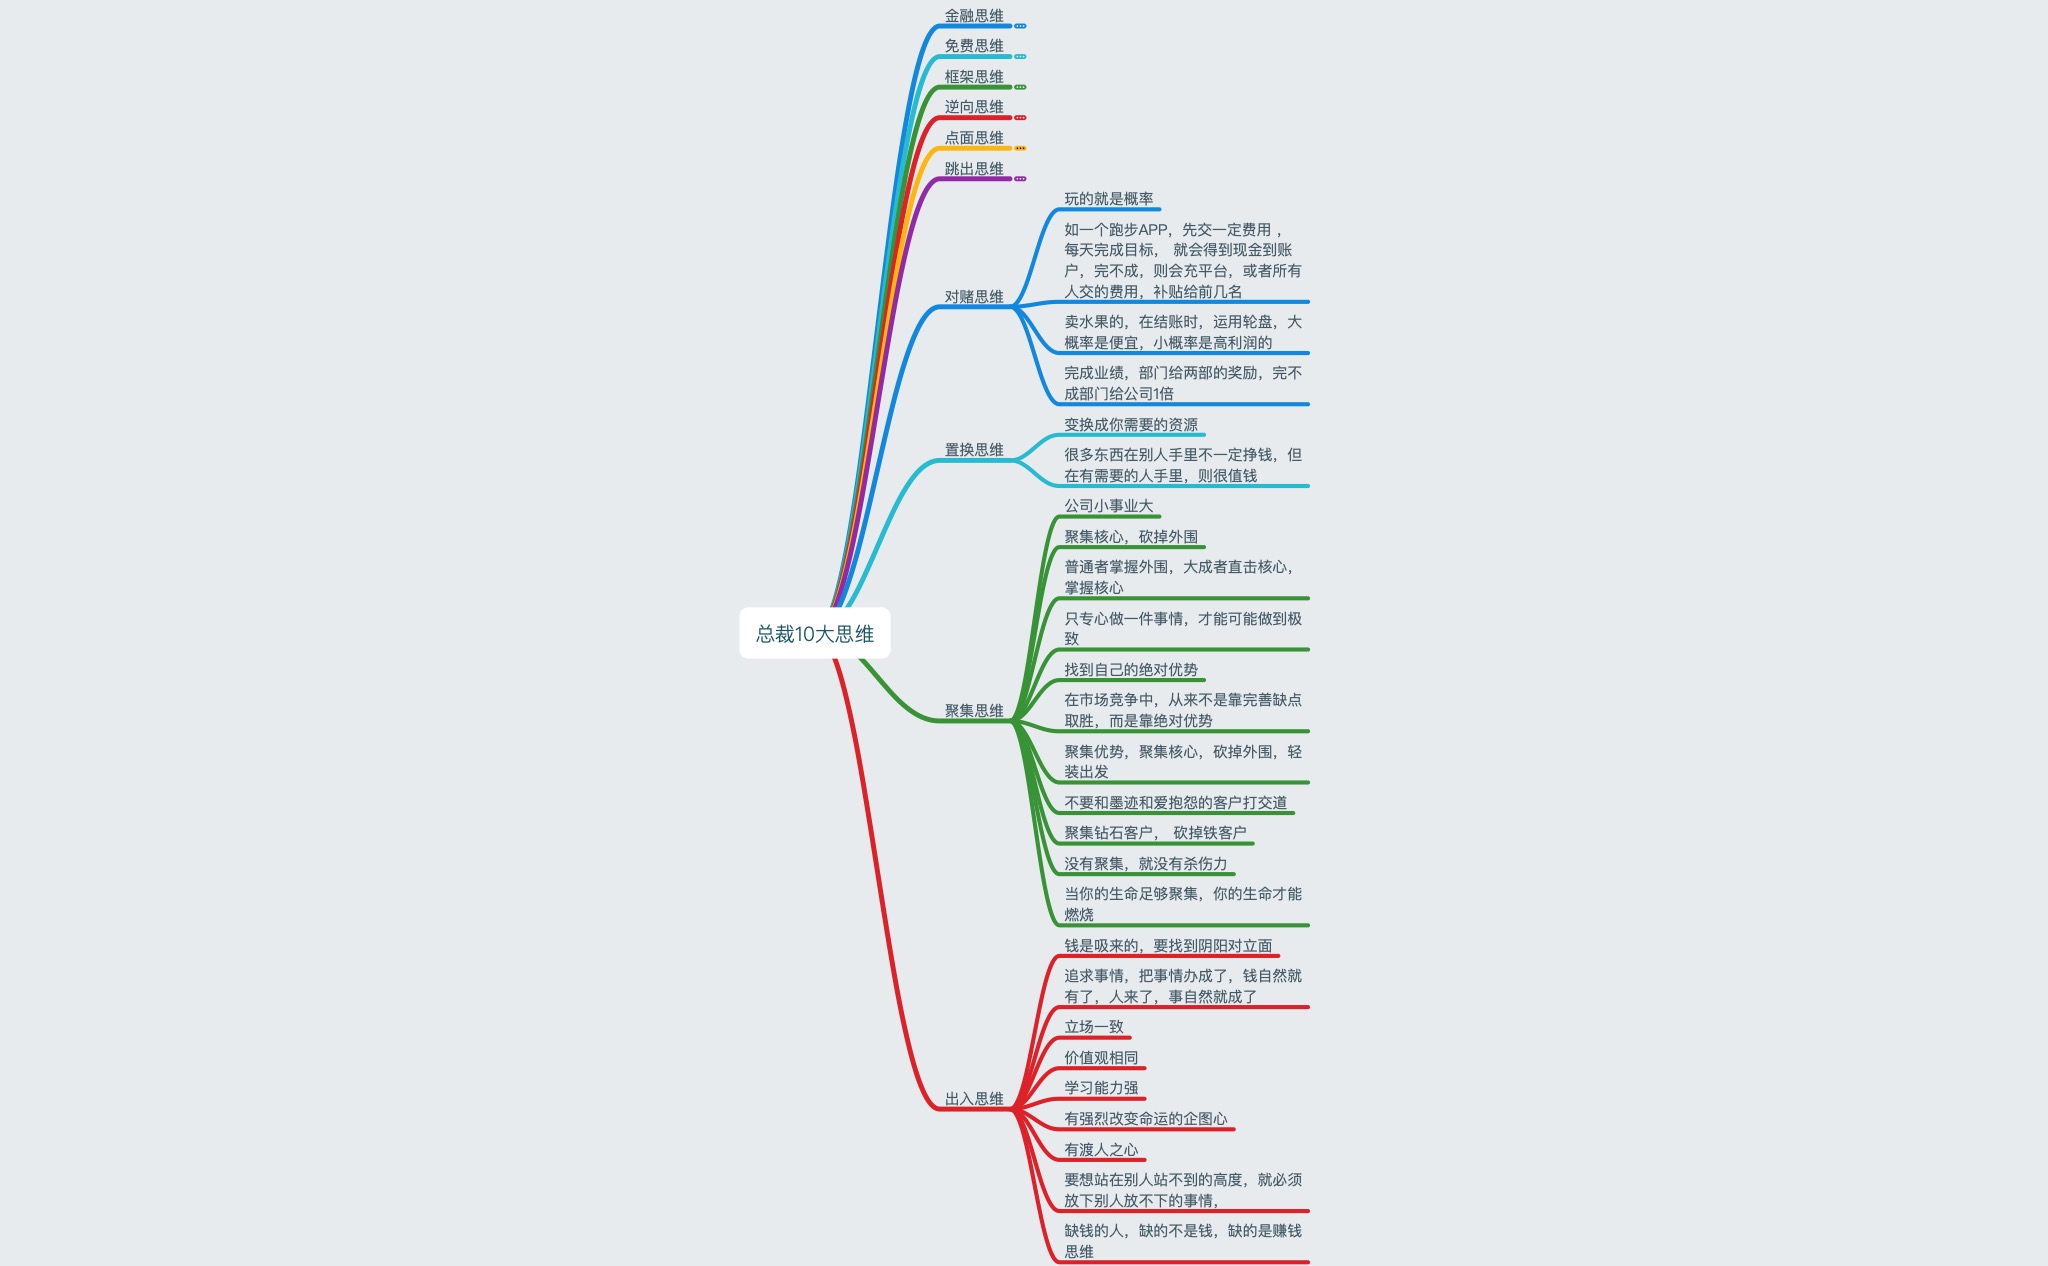 金融思维
免费思维
框架思维
逆向思维
点面思维
跳出思维
总裁10大思维
对赌思维
玩的就是概率
如一个跑步APP，先交一定费用 ，
每天完成目标， 就会得到现金到账
户，完不成，则会充平台，或者所有
人交的费用，补贴给前几名
卖水果的，在结账时，运用轮盘，大
概率是便宜，小概率是高利润的
完成业绩，部门给两部的奖励，完不
成部门给公司1倍
置换思维
变换成你需要的资源
很多东西在别人手里不一定挣钱，但
在有需要的人手里，则很值钱
聚集思维
公司小事业大
聚集核心，砍掉外围
普通者掌握外围，大成者直击核心，
掌握核心
只专心做一件事情，才能可能做到极
致
找到自己的绝对优势
在市场竞争中，从来不是靠完善缺点
取胜，而是靠绝对优势
聚集优势，聚集核心，砍掉外围，轻
装出发
不要和墨迹和爱抱怨的客户打交道
聚集钻石客户， 砍掉铁客户
没有聚集，就没有杀伤力
当你的生命足够聚集，你的生命才能
燃烧
出入思维
钱是吸来的，要找到阴阳对立面
追求事情，把事情办成了，钱自然就
有了，人来了，事自然就成了
立场一致
价值观相同
学习能力强
有强烈改变命运的企图心
有渡人之心
要想站在别人站不到的高度，就必须
放下别人放不下的事情，
缺钱的人，缺的不是钱，缺的是赚钱
思维